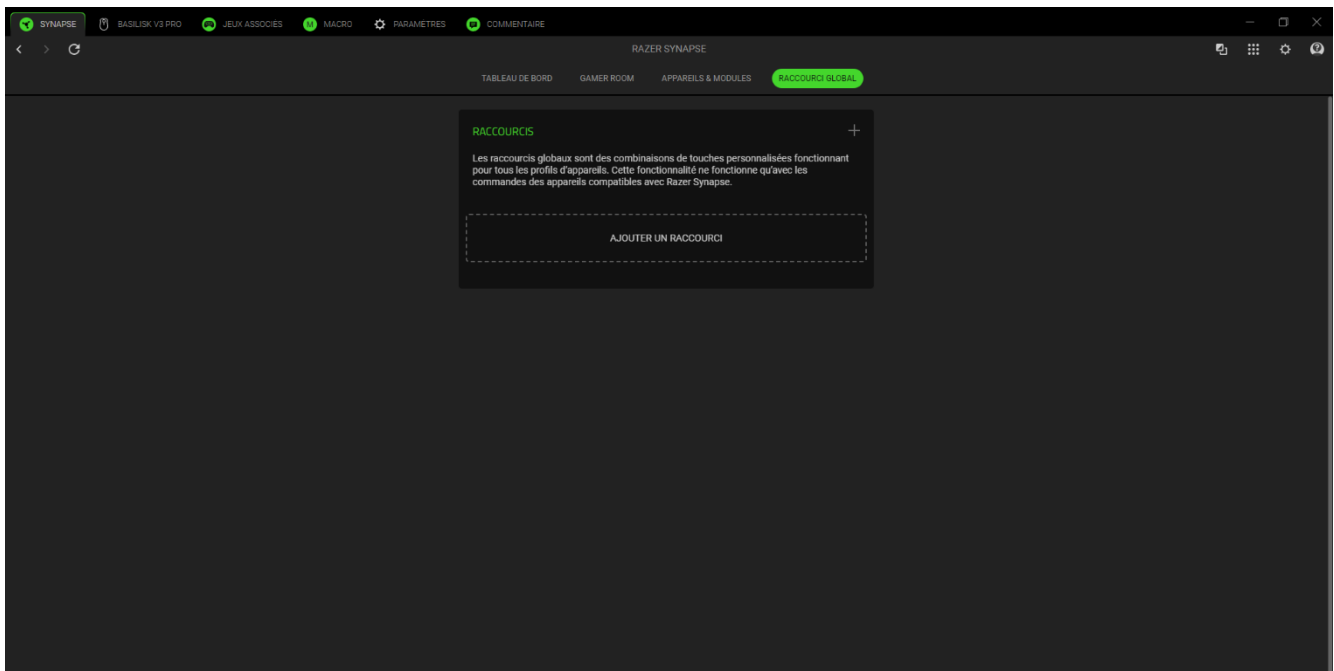 SYNAPSE
BASILISK V3 PRO
JEUX ASSOCIÉS
M
MACRO
PARAMÈTRES
COMMENTAIRE
RAZER SYNAPSE
TABLEAU DE BORD
GAMER ROOM
APPAREILS & MODULES
RACCOURCI GLOBAL
RACCOURCIS
Les raccourcis globaux sont des combinaisons de touches personnalisées fonctionnant
pour tous les profils d'appareils. Cette fonctionnalité ne fonctionne qu'avec les
commandes des appareils compatibles avec Razer Synapse.
AJOUTER UN RACCOURCI